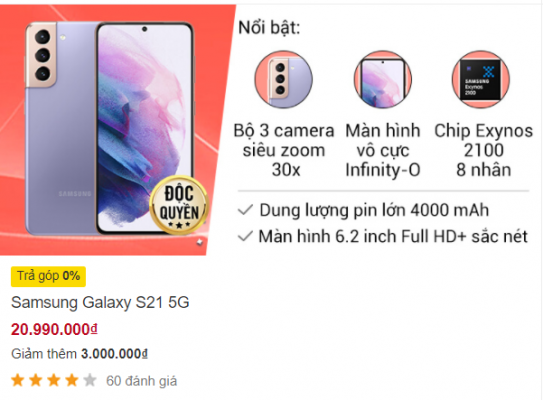 Nổi bật:
SAMSUNG
Exynos
2100
Bộ 3 camera
siêu zoom
30x
Màn hình
vô cực
Infinity-O
Chip Exynos
2100
8 nhân
SAMSUNG
ĐỘC
QUYỀN
Dung lượng pin lớn 4000 mAh
Màn hình 6.2 inch Full HD+ sắc nét
Trả góp 0%
Samsung Galaxy S21 5G
20.990.000₫
Giảm thêm 3.000.000₫
60 đánh giá